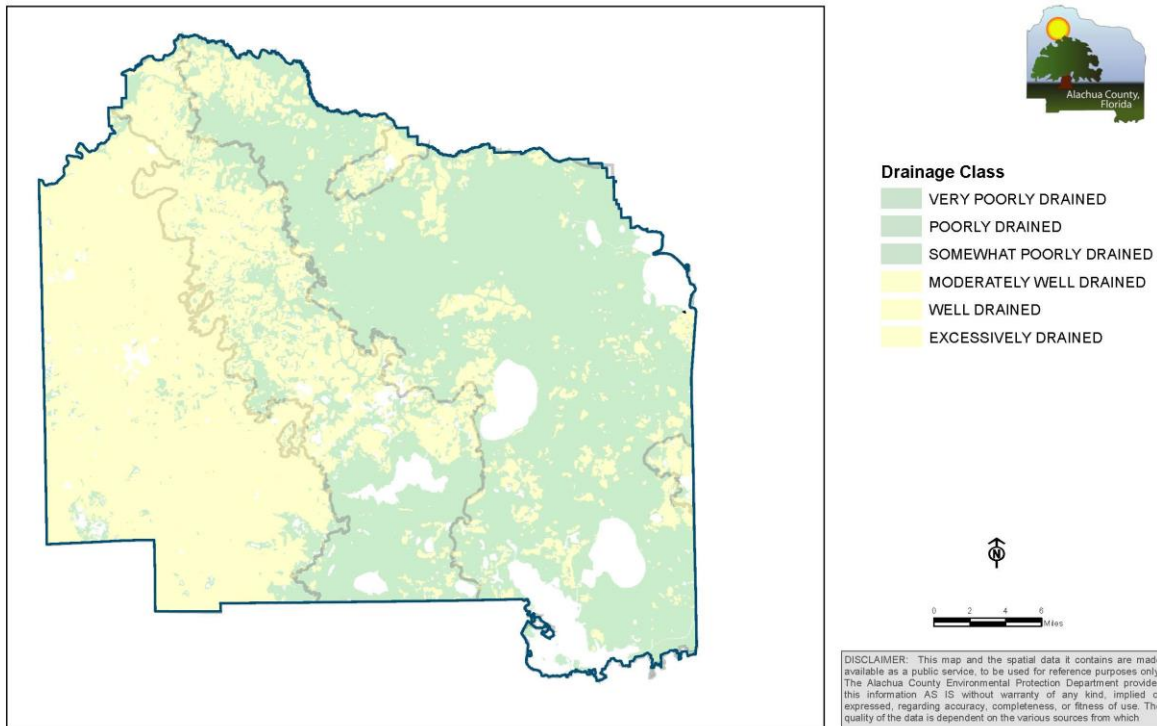 Alachua County,
Florida
Drainage Class
VERY POORLY DRAINED
POORLY DRAINED
SOMEWHAT POORLY DRAINED
MODERATELY WELL DRAINED
WELL DRAINED
EXCESSIVELY DRAINED
N
0 2 4 6
Miles
DISCLAIMER: This map and the spatial data it contains are made
available as a public service, to be used for reference purposes only.
The Alachua County Environmental Protection Department provides
this information AS IS without warranty of any kind, implied or
expressed, regarding accuracy, completeness, or fitness of use. The
quality of the data is dependent on the various sources from which